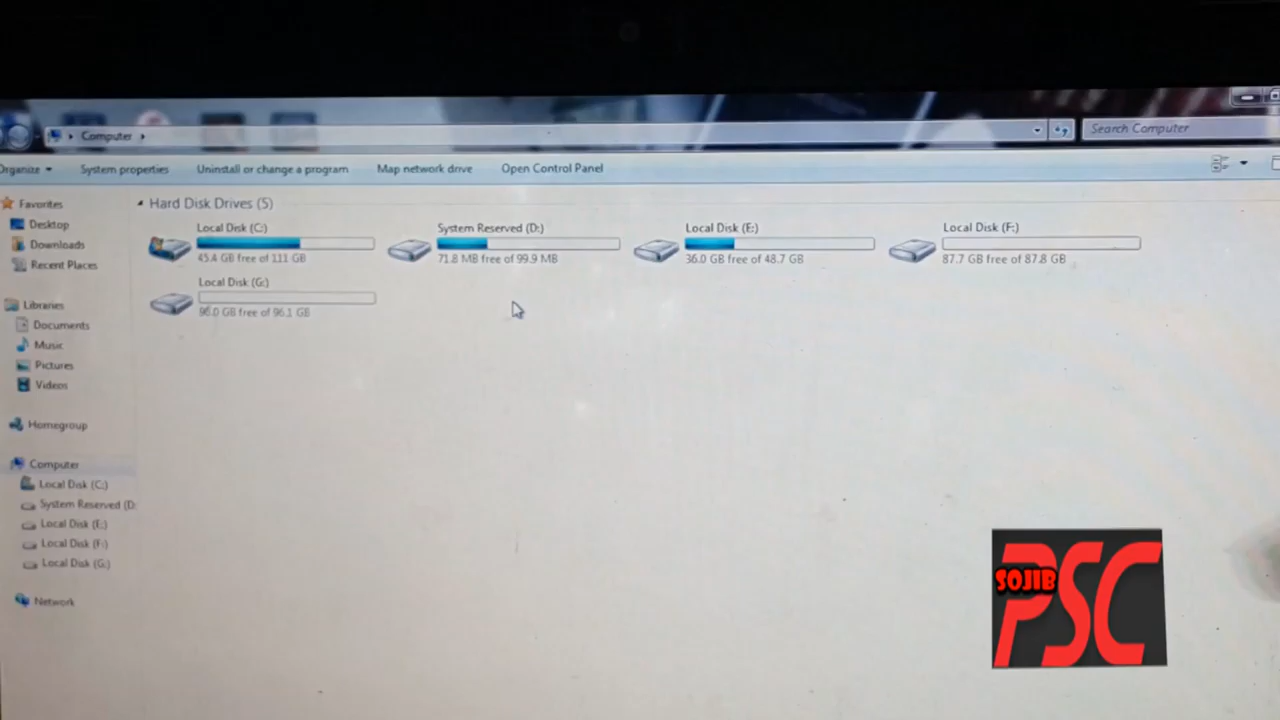 Computer
Search Computer
Organize
System properties
Uninstall or change a program
Map network drive
Open Control Panel
Favorites
Desktop
Downloads
Recent Places
Libraries
Documents
Music
Pictures
Videos
Homegroup
Computer
Local Disk (C:)
System Reserved (D:
Local Disk (E:)
Local Disk (F:)
Local Disk (G:)
Network
Hard Disk Drives (5)
Local Disk (C:)
45.4 GB free of 111 GB
System Reserved (D:)
71.8 MB free of 99.9 MB
Local Disk (E:)
36.0 GB free of 48.7 GB
Local Disk (F:)
87.7 GB free of 87.8 GB
Local Disk (G:)
96.0 GB free of 96.1 GB
SOJIB
PSC